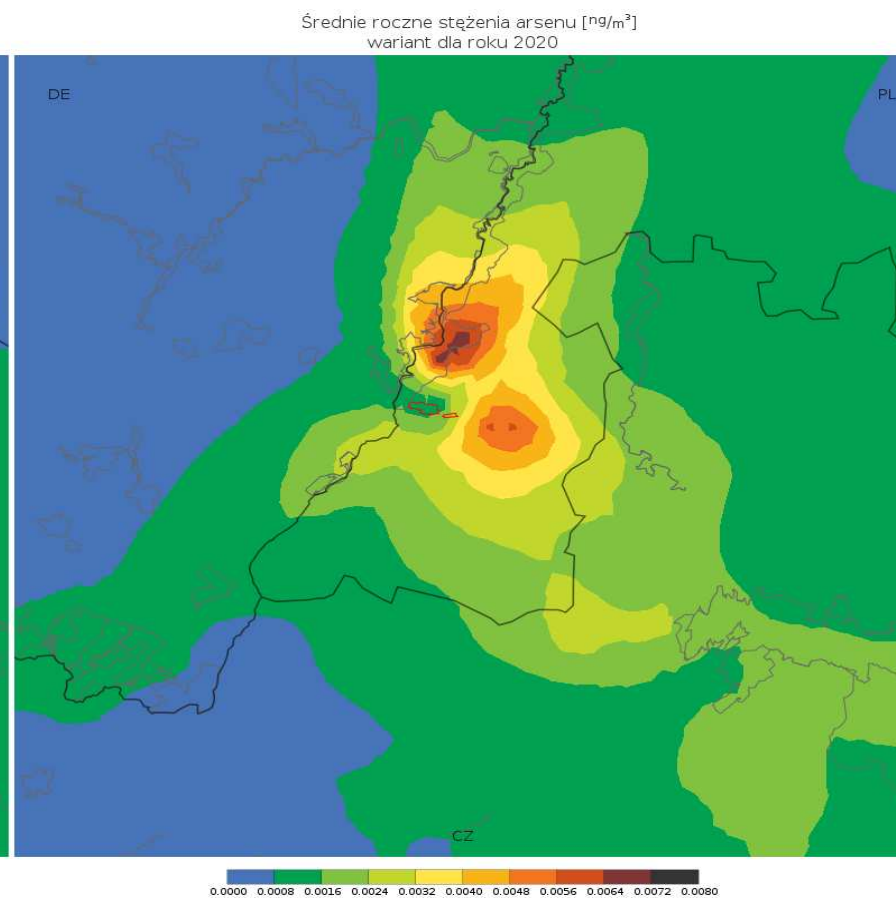 Średnie roczne stężenia arsenu [ng/m³]
wariant dla roku 2020
DE
PL
CZ
0.0000 0.0008 0.0016 0.0024 0.0032 0.0040 0.0048 0.0056 0.0064 0.0072 0.0080